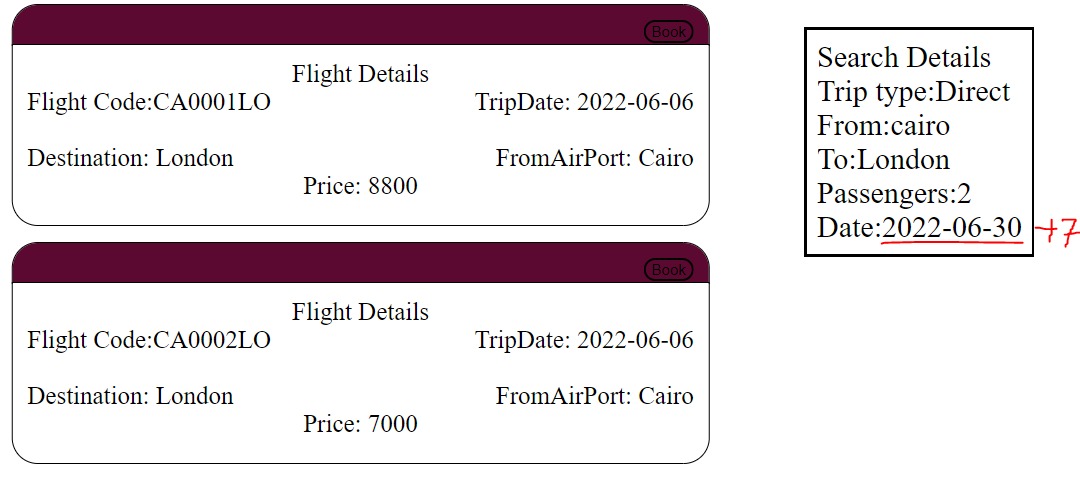 Book
Flight Details
Flight Code:CA0001LO TripDate: 2022-06-06
Destination: London FromAirPort: Cairo
Price: 8800
Book
Flight Details
Flight Code:CA0002LO TripDate: 2022-06-06
Destination: London FromAirPort: Cairo
Price: 7000
Search Details
Trip type:Direct
From:cairo
To:London
Passengers:2
Date:2022-06-30 +7